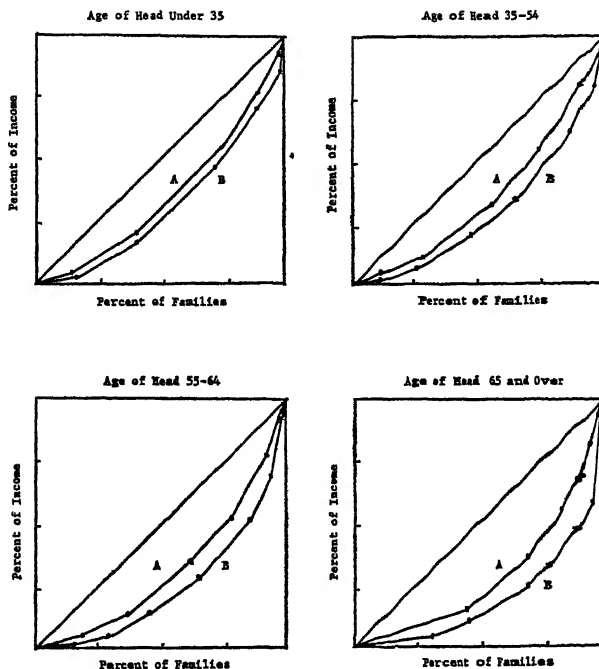 Age of Head Under 35
Percent of Income
A
B
Percent of Families
Age of Head 35-54
Percent of Income
A
B
Percent of Families
Age of Head 55-64
Percent of Income
A
B
Percent of Families
Age of Head 65 and Over
Percent of Income
A
B
Percent of Families